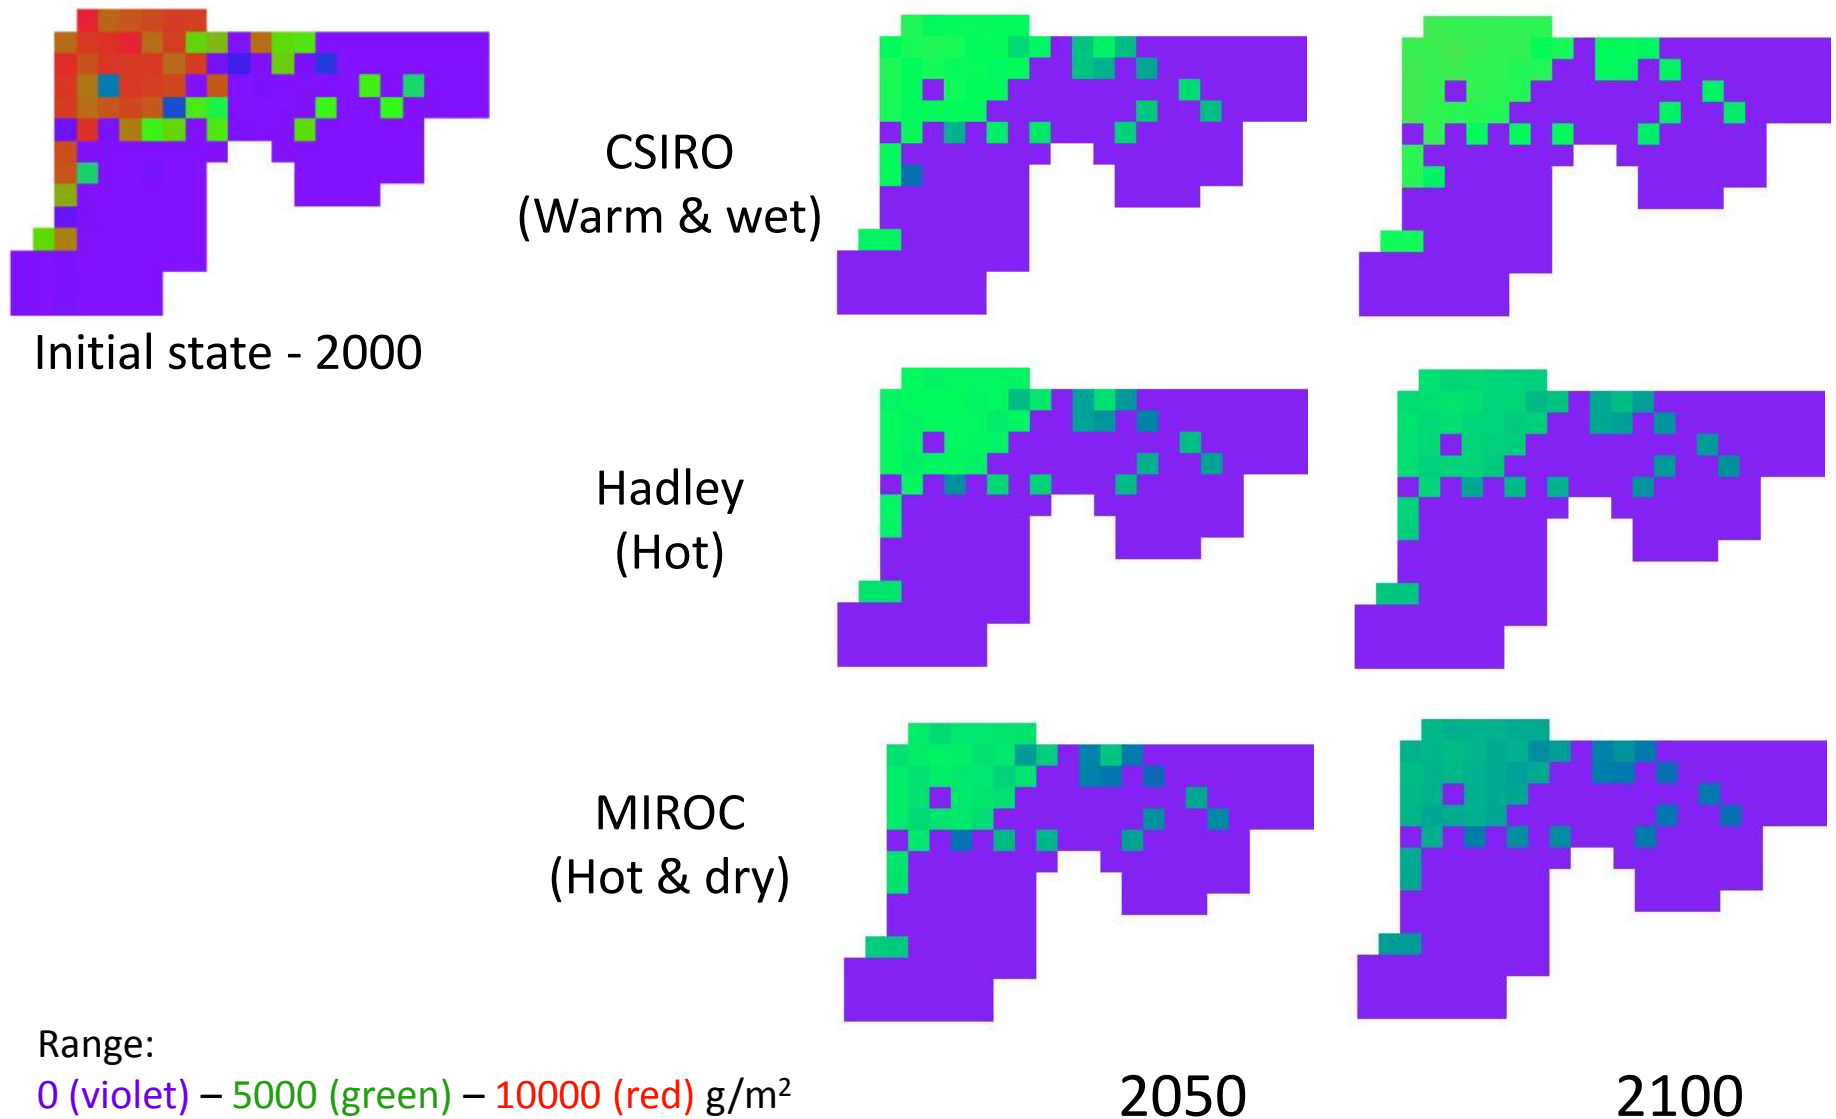 Initial state - 2000
CSIRO
(Warm & wet)
Hadley
(Hot)
MIROC
(Hot & dry)
Range:
0 (violet) – 5000 (green) – 10000 (red) g/m²
2050
2100